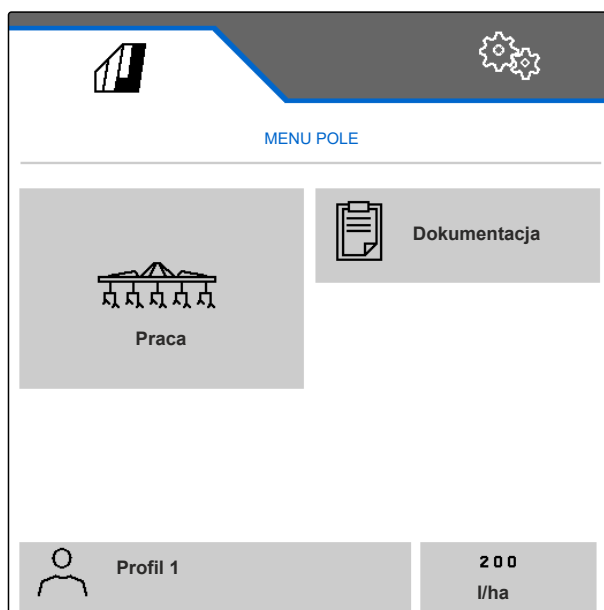 MENU POLE
Dokumentacja
Praca
Profil 1
200
l/ha